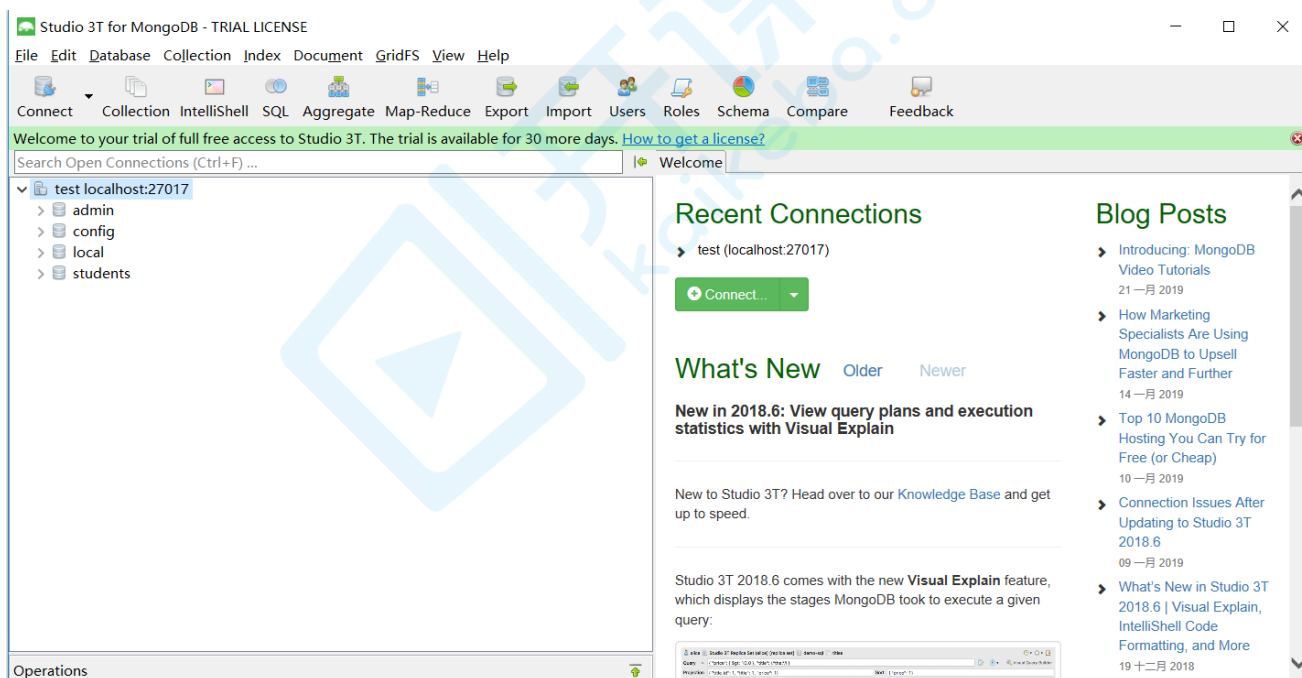 Studio 3T for MongoDB - TRIAL LICENSE
File Edit Database Collection Index Document GridFS View Help
Connect Collection IntelliShell SQL Aggregate Map-Reduce Export Import Users Roles Schema Compare Feedback
Welcome to your trial of full free access to Studio 3T. The trial is available for 30 more days. How to get a license?
Search Open Connections (Ctrl+F) ...
Welcome
test localhost:27017
admin
config
local
students
Operations
Recent Connections
test (localhost:27017)
Connect...
What's New Older Newer
New in 2018.6: View query plans and execution
statistics with Visual Explain
New to Studio 3T? Head over to our Knowledge Base and get
up to speed.
Studio 3T 2018.6 comes with the new Visual Explain feature,
which displays the stages MongoDB took to execute a given
query:
Blog Posts
Introducing: MongoDB
Video Tutorials
21 一月 2019
How Marketing
Specialists Are Using
MongoDB to Upsell
Faster and Further
14 一月 2019
Top 10 MongoDB
Hosting You Can Try for
Free (or Cheap)
10 一月 2019
Connection Issues After
Updating to Studio 3T
2018.6
09 一月 2019
What's New in Studio 3T
2018.6 | Visual Explain,
IntelliShell Code
Formatting, and More
19 十二月 2018